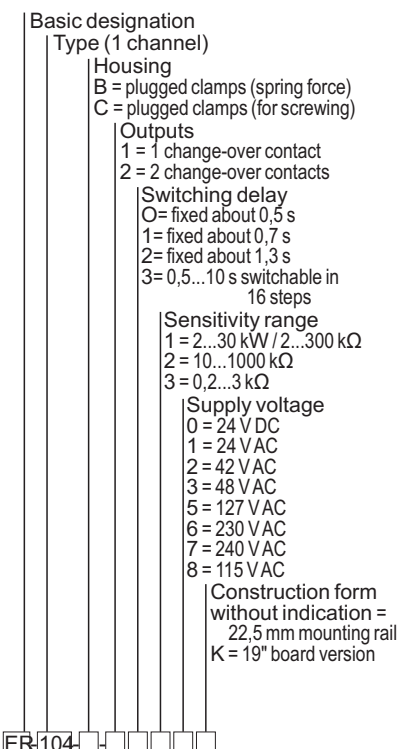 Basic designation
Type (1 channel)
Housing
B = plugged clamps (spring force)
C = plugged clamps (for screwing)
Outputs
1 = 1 change-over contact
2 = 2 change-over contacts
Switching delay
O= fixed about 0,5 s
1= fixed about 0,7 s
2= fixed about 1,3 s
3= 0,5...10 s switchable in
16 steps
Sensitivity range
1 = 2...30 kW / 2...300 kΩ
2 = 10...1000 kΩ
3 = 0,2...3 kΩ
Supply voltage
0 = 24 V DC
1 = 24 V AC
2 = 42 V AC
3 = 48 V AC
5 = 127 V AC
6 = 230 V AC
7 = 240 V AC
8 = 115 V AC
Construction form
without indication =
22,5 mm mounting rail
K = 19" board version
ER-104- -